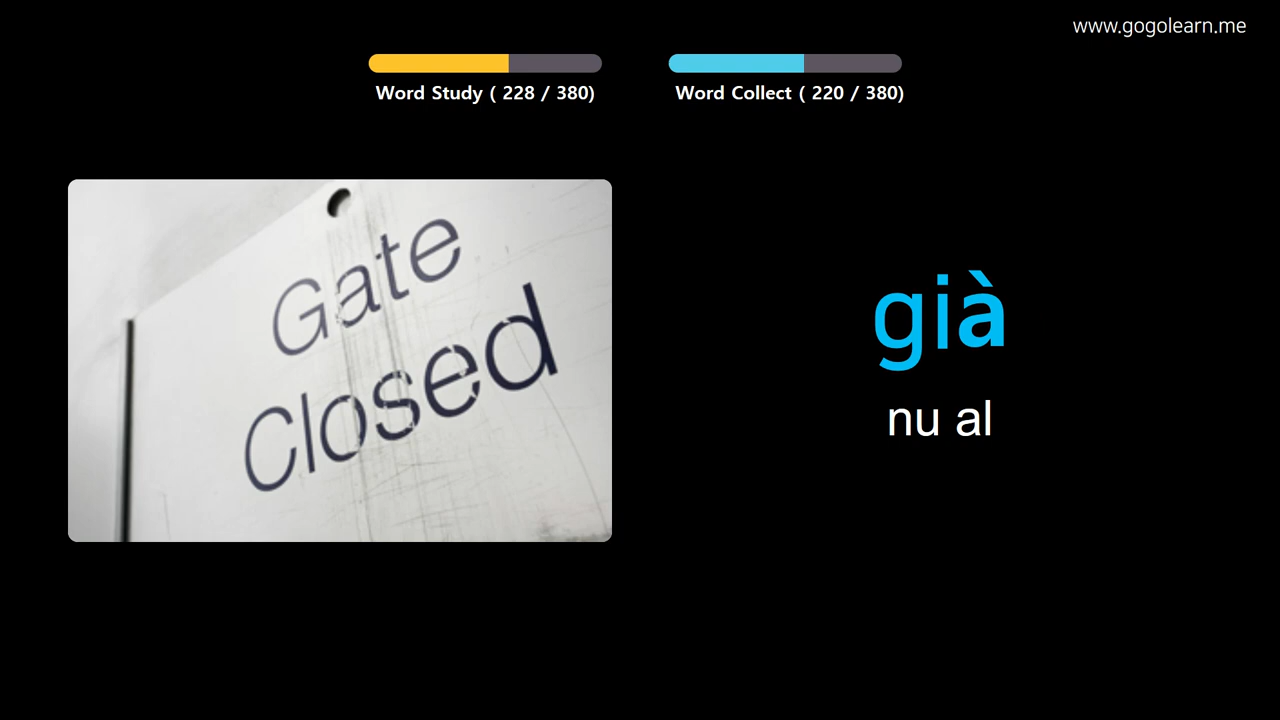 www.gogolearn.me
Word Study ( 228 / 380)
Word Collect ( 220 / 380)
Gate
Closed
già
nu al